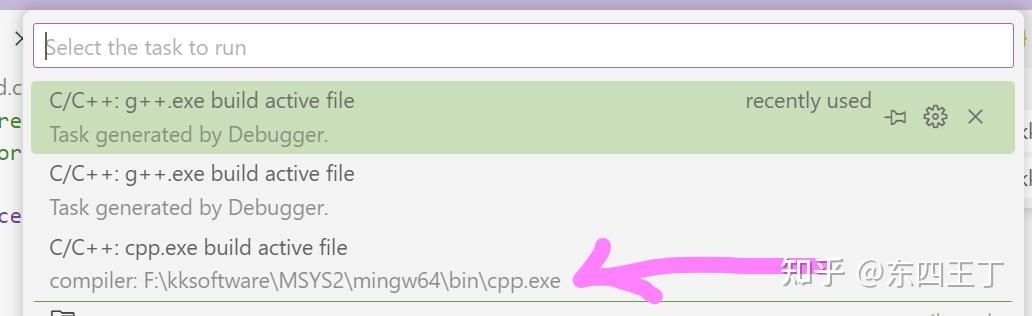 Select the task to run
C/C++: g++.exe build active file
recently used
Task generated by Debugger.
C/C++: g++.exe build active file
Task generated by Debugger.
C/C++: cpp.exe build active file
compiler: F:\kksoftware\MSYS2\mingw64\bin\cpp.exe
知乎 @东四王丁